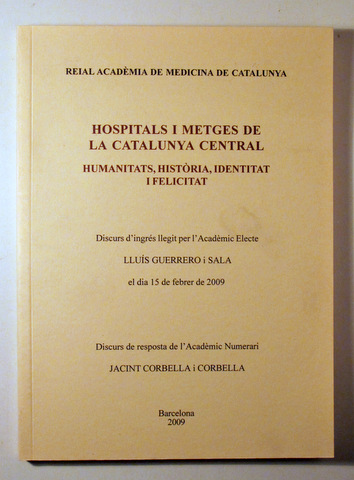 REIAL ACADÈMIA DE MEDICINA DE CATALUNYA
HOSPITALS I METGES DE
LA CATALUNYA CENTRAL
HUMANITATS, HISTÒRIA, IDENTITAT
I FELICITAT
Discurs d'ingrés llegit per l'Acadèmic Electe
LLUÍS GUERRERO i SALA
el dia 15 de febrer de 2009
Discurs de resposta de l'Acadèmic Numerari
JACINT CORBELLA i CORBELLA
Barcelona
2009